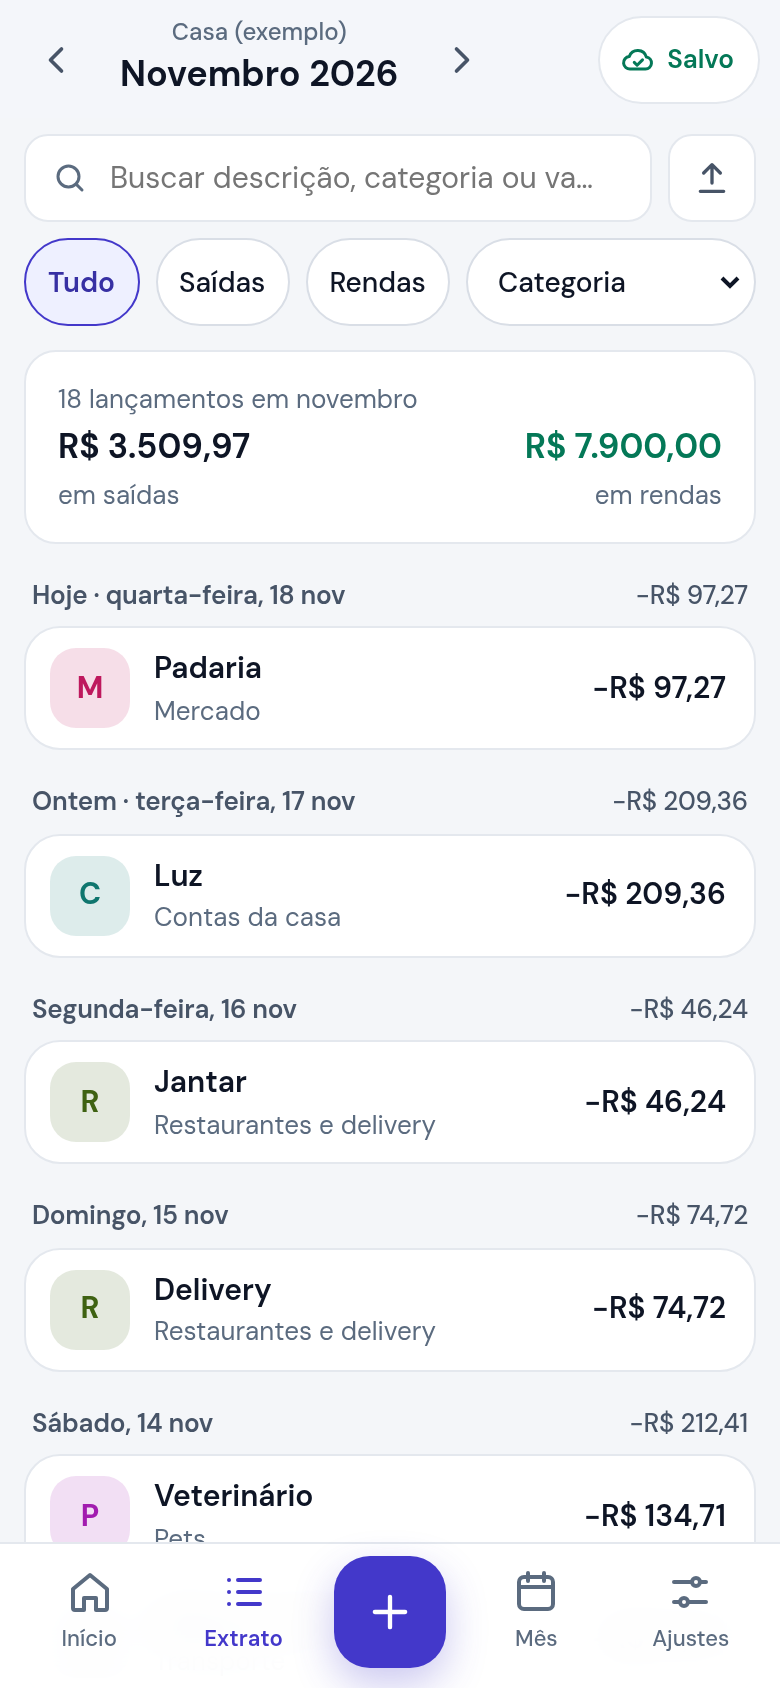 Casa (exemplo)
Novembro 2026
Salvo
Buscar descrição, categoria ou va...
Tudo
Saídas
Rendas
Categoria
18 lançamentos em novembro
R$ 3.509,97
R$ 7.900,00
em saídas
em rendas
Hoje · quarta-feira, 18 nov
-R$ 97,27
M
Padaria
-R$ 97,27
Mercado
Ontem · terça-feira, 17 nov
-R$ 209,36
C
Luz
-R$ 209,36
Contas da casa
Segunda-feira, 16 nov
-R$ 46,24
R
Jantar
-R$ 46,24
Restaurantes e delivery
Domingo, 15 nov
-R$ 74,72
R
Delivery
-R$ 74,72
Restaurantes e delivery
Sábado, 14 nov
-R$ 212,41
P
Veterinário
-R$ 134,71
Pets
Início
Extrato
Mês
Ajustes